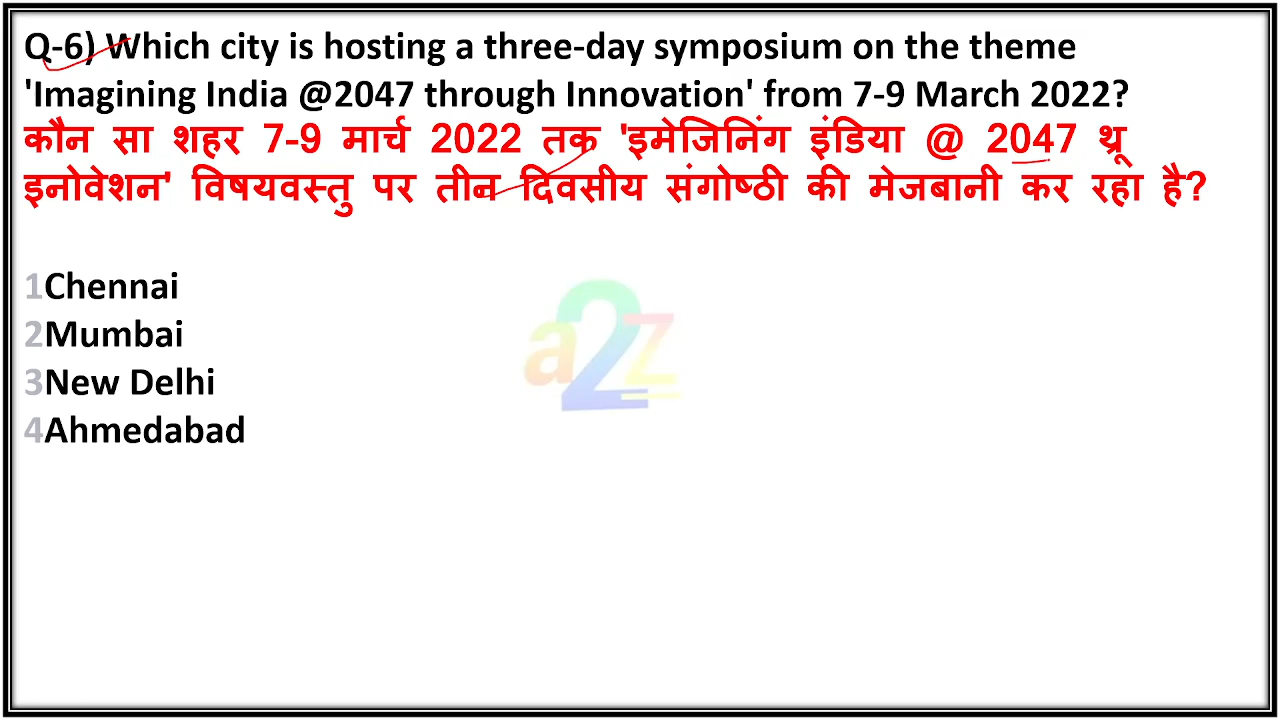 Q-6) Which city is hosting a three-day symposium on the theme
'Imagining India @2047 through Innovation' from 7-9 March 2022?
कौन सा शहर 7-9 मार्च 2022 तक 'इमेजिनिंग इंडिया @ 2047 थ्रू
इनोवेशन' विषयवस्तु पर तीन दिवसीय संगोष्ठी की मेजबानी कर रहा है?
1Chennai
2Mumbai
3New Delhi
4Ahmedabad
a2z